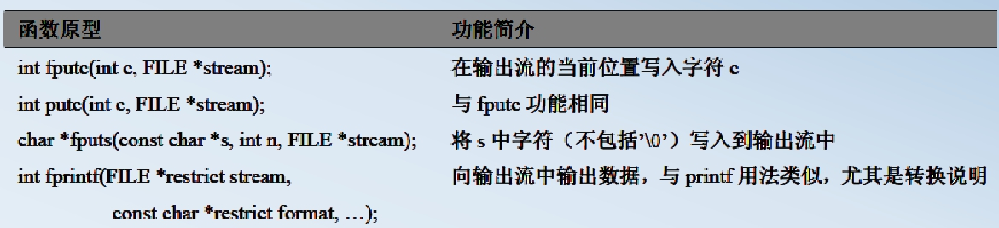 函数原型 功能简介
int fputc(int c, FILE *stream); 在输出流的当前位置写入字符 c
int putc(int c, FILE *stream); 与 fputc 功能相同
char *fputs(const char *s, int n, FILE *stream); 将 s 中字符（不包括’\0’）写入到输出流中
int fprintf(FILE *restrict stream, 向输出流中输出数据，与 printf 用法类似，尤其是转换说明
const char *restrict format, …);